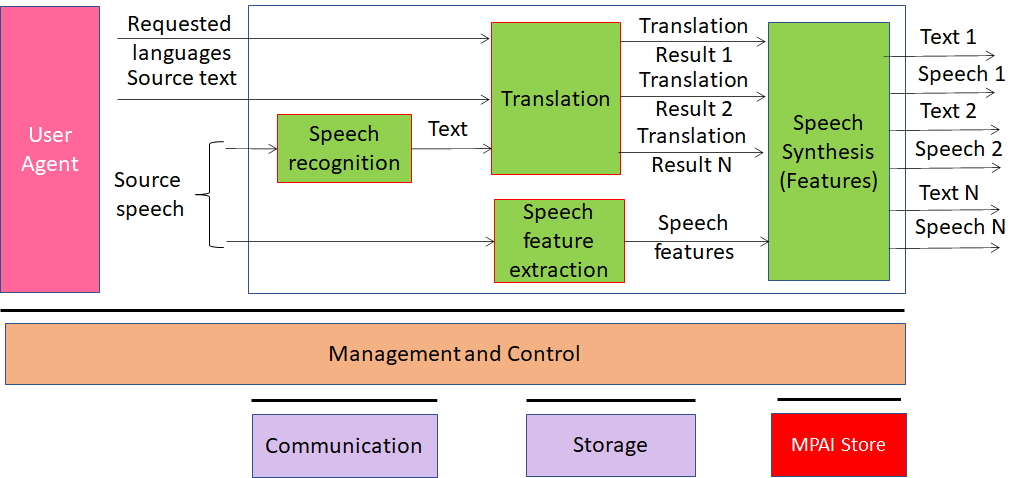 User
Agent
Requested
languages
Source text
Source
speech
Speech
recognition
Text
Translation
Speech
feature
extraction
Translation
Result 1
Translation
Result 2
Translation
Result N
Speech
features
Speech
Synthesis
(Features)
Text 1
Speech 1
Text 2
Speech 2
Text N
Speech N
Management and Control
Communication
Storage
MPAI Store